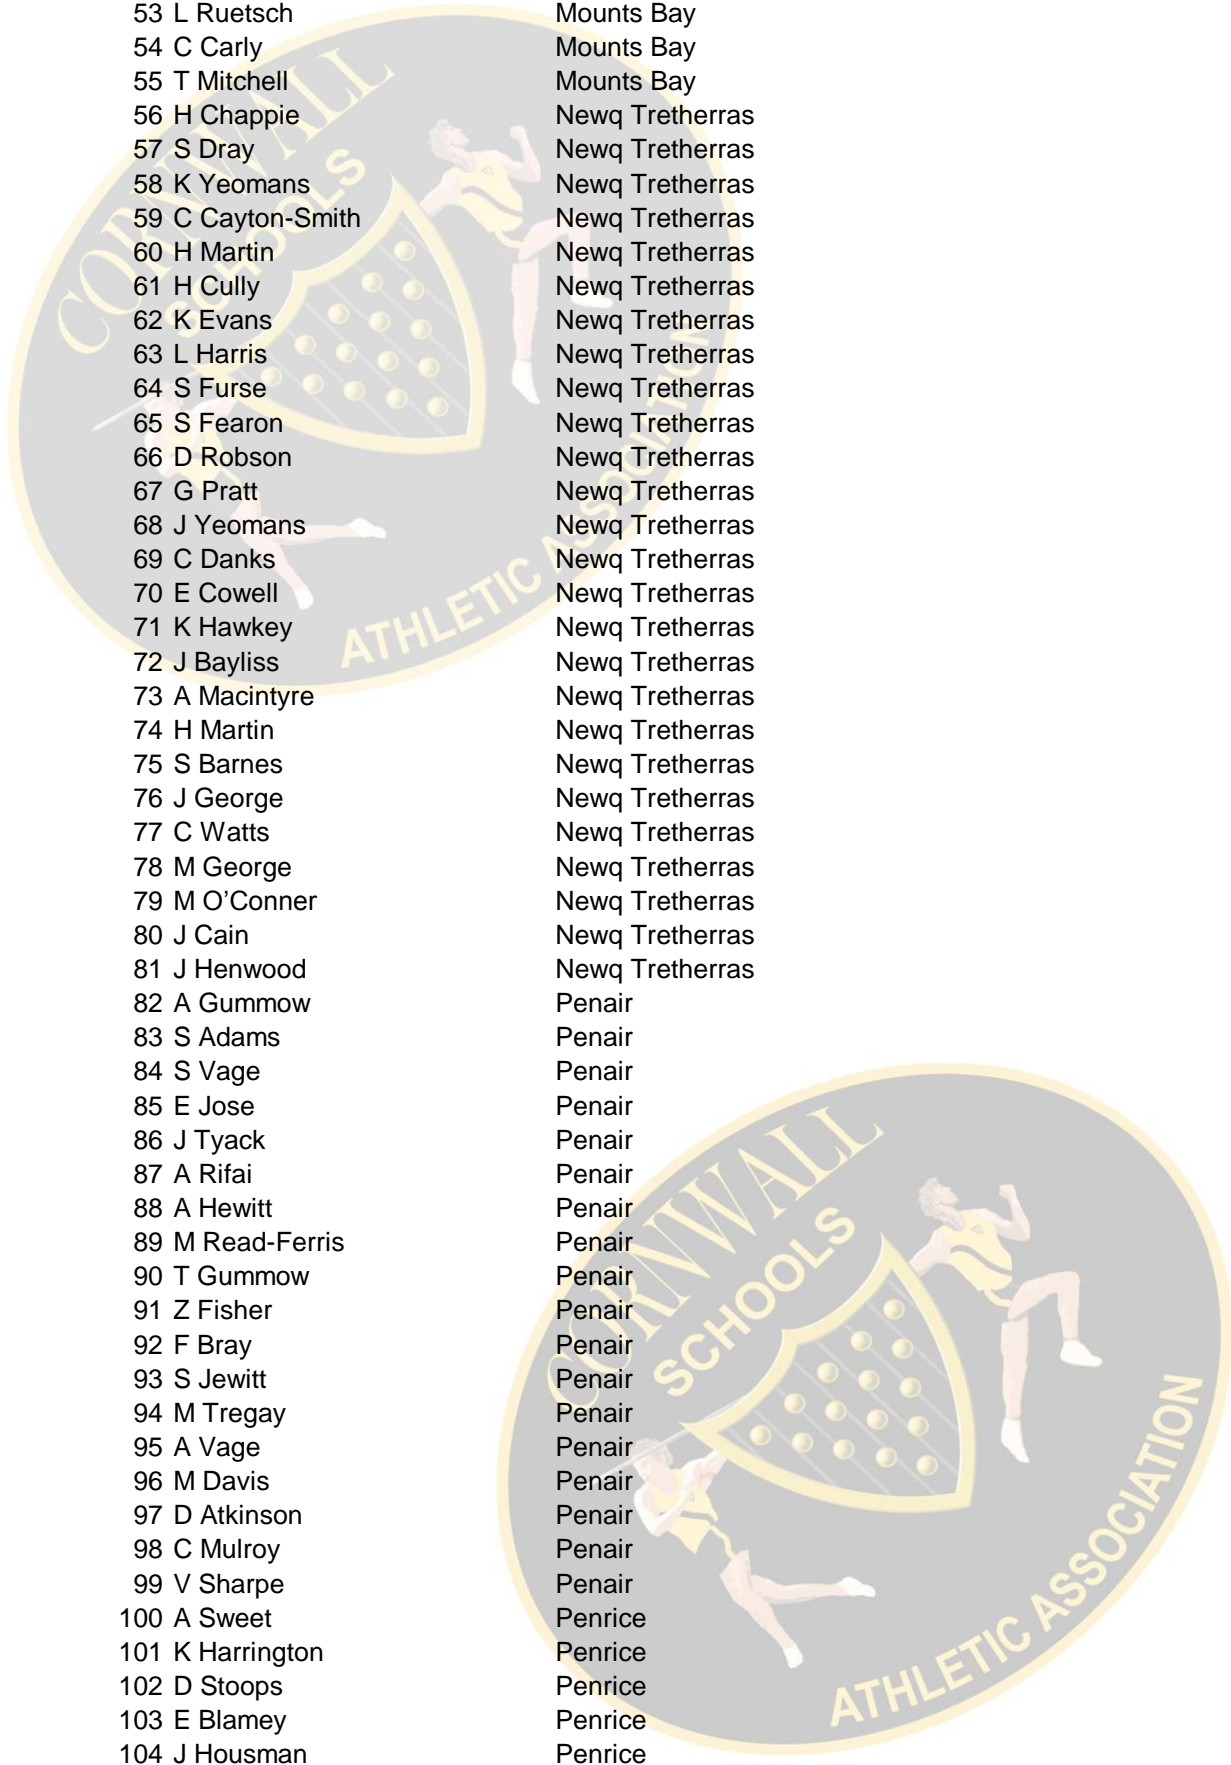 53 L Ruetsch Mounts Bay
54 C Carly Mounts Bay
55 T Mitchell Mounts Bay
56 H Chappie Newq Tretherras
57 S Dray Newq Tretherras
58 K Yeomans Newq Tretherras
59 C Cayton-Smith Newq Tretherras
60 H Martin Newq Tretherras
61 H Cully Newq Tretherras
62 K Evans Newq Tretherras
63 L Harris Newq Tretherras
64 S Furse Newq Tretherras
65 S Fearon Newq Tretherras
66 D Robson Newq Tretherras
67 G Pratt Newq Tretherras
68 J Yeomans Newq Tretherras
69 C Danks Newq Tretherras
70 E Cowell Newq Tretherras
71 K Hawkey Newq Tretherras
72 J Bayliss Newq Tretherras
73 A Macintyre Newq Tretherras
74 H Martin Newq Tretherras
75 S Barnes Newq Tretherras
76 J George Newq Tretherras
77 C Watts Newq Tretherras
78 M George Newq Tretherras
79 M O’Conner Newq Tretherras
80 J Cain Newq Tretherras
81 J Henwood Newq Tretherras
82 A Gummow Penair
83 S Adams Penair
84 S Vage Penair
85 E Jose Penair
86 J Tyack Penair
87 A Rifai Penair
88 A Hewitt Penair
89 M Read-Ferris Penair
90 T Gummow Penair
91 Z Fisher Penair
92 F Bray Penair
93 S Jewitt Penair
94 M Tregay Penair
95 A Vage Penair
96 M Davis Penair
97 D Atkinson Penair
98 C Mulroy Penair
99 V Sharpe Penair
100 A Sweet Penrice
101 K Harrington Penrice
102 D Stoops Penrice
103 E Blamey Penrice
104 J Housman Penrice
CORNWALL
SCHOOLS
ATHLETIC ASSOCIATION
CORNWALL
SCHOOLS
ATHLETIC ASSOCIATION